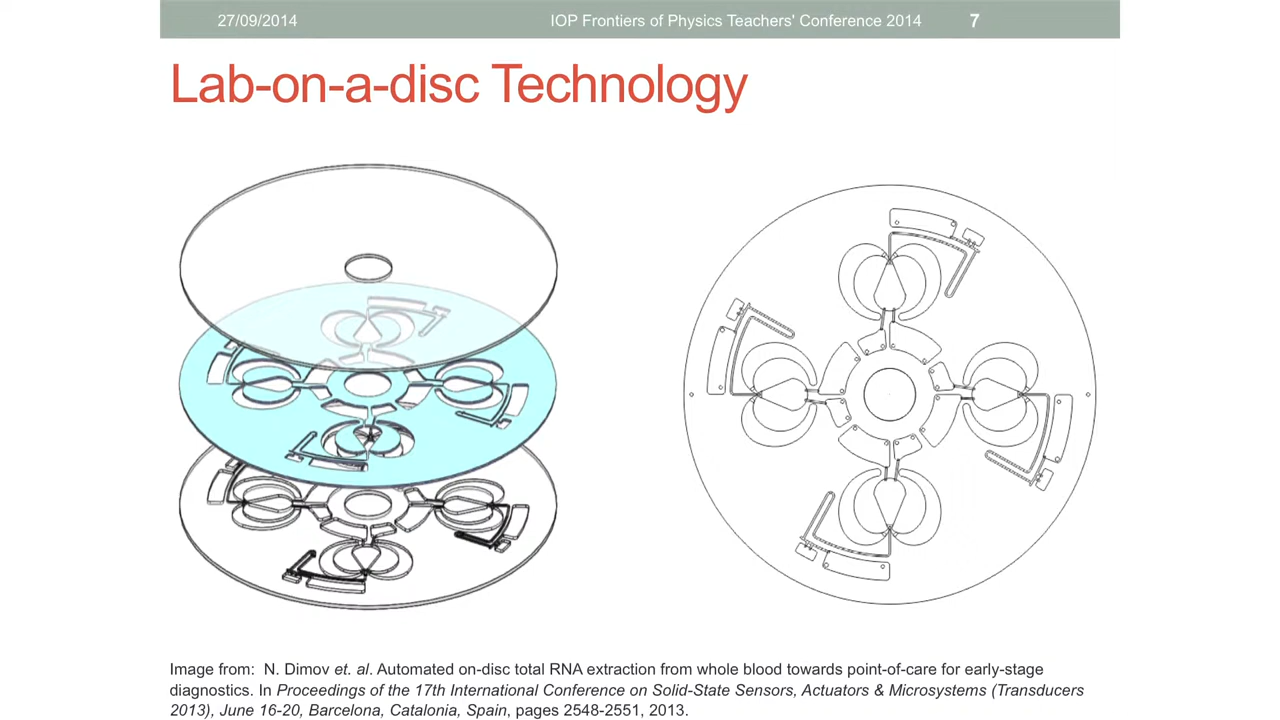 27/09/2014 IOP Frontiers of Physics Teachers' Conference 2014 7
Lab-on-a-disc Technology
Image from: N. Dimov et. al. Automated on-disc total RNA extraction from whole blood towards point-of-care for early-stage
diagnostics. In Proceedings of the 17th International Conference on Solid-State Sensors, Actuators & Microsystems (Transducers
2013), June 16-20, Barcelona, Catalonia, Spain, pages 2548-2551, 2013.